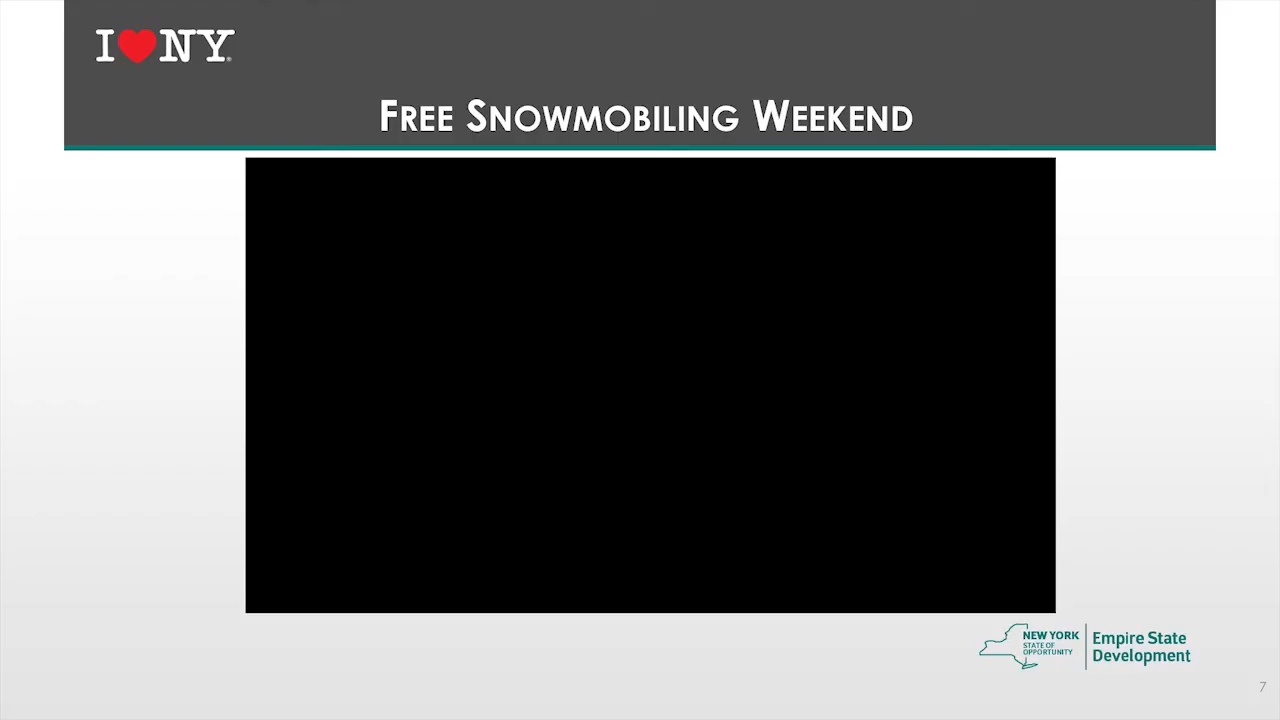 I NY
FREE SNOWMOBILING WEEKEND
NEW YORK
STATE OF
OPPORTUNITY
Empire State
Development
7